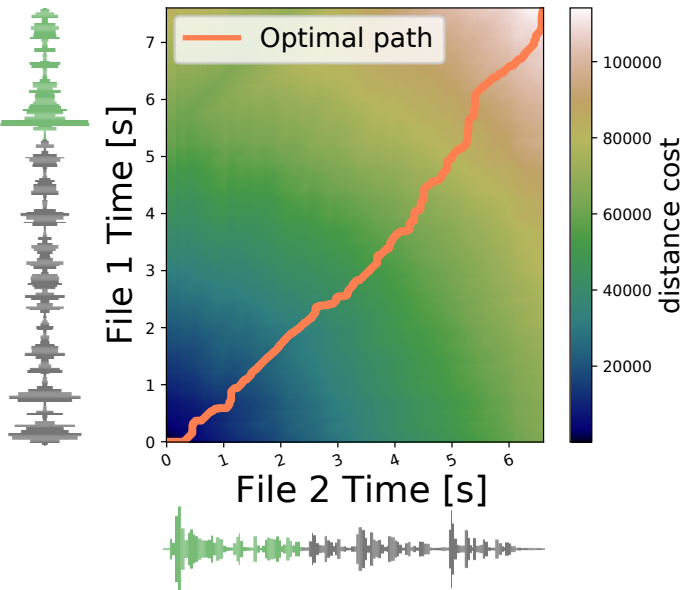 Optimal path
File 1 Time [s]
7
6
5
4
3
2
1
0
0 1 2 3 4 5 6
File 2 Time [s]
100000
80000
60000
40000
20000
distance cost